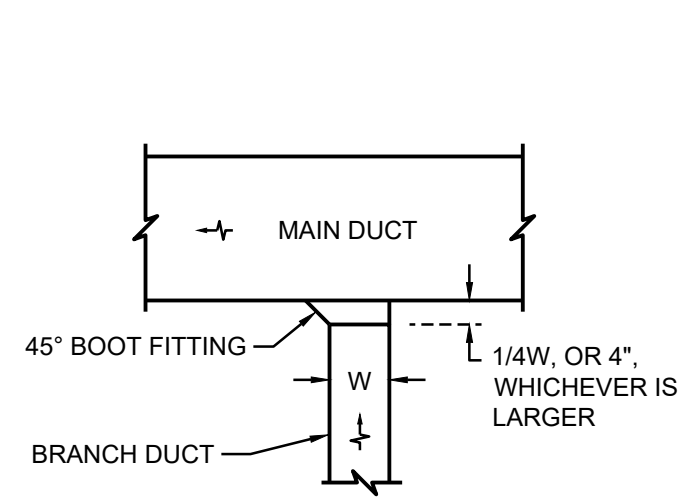 MAIN DUCT
45° BOOT FITTING
1/4W, OR 4",
WHICHEVER IS
LARGER
W
BRANCH DUCT